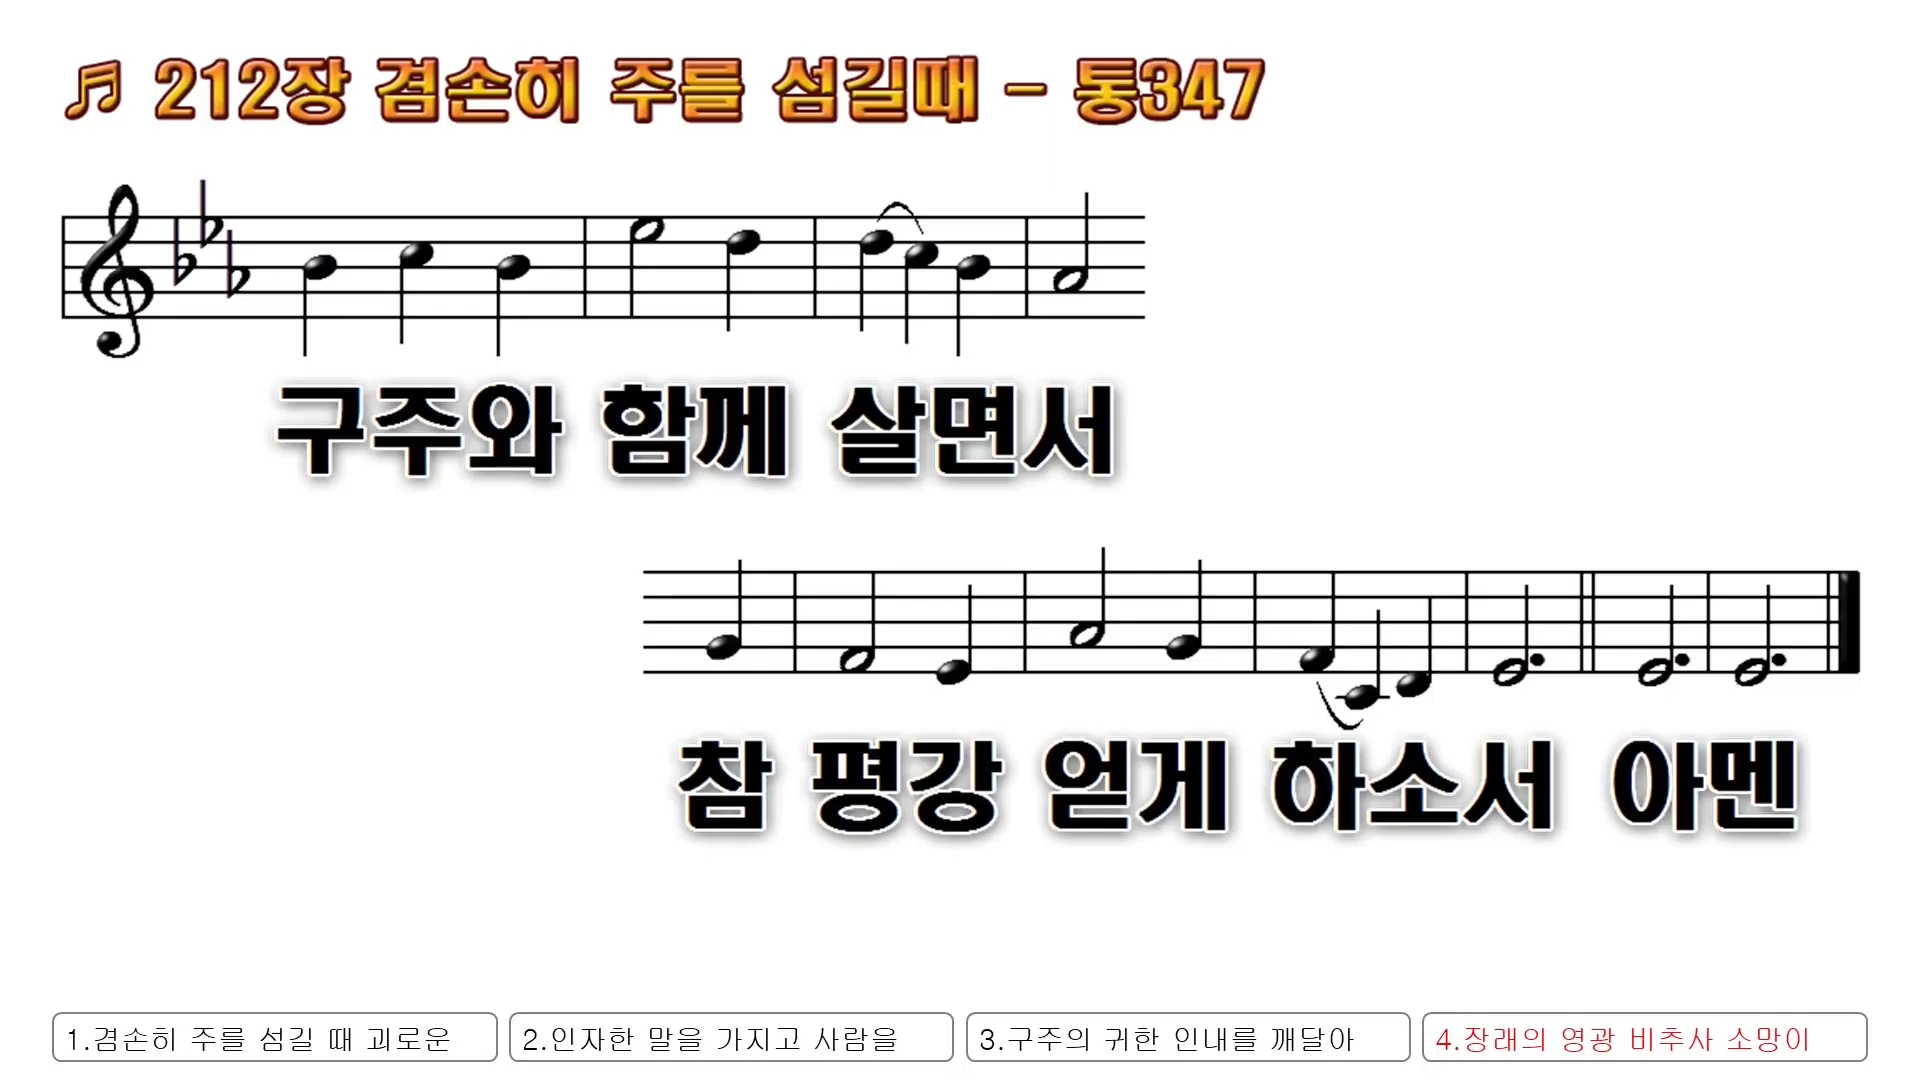 212장 겸손히 주를 섬길때 - 통347
구주와 함께 살면서
참 평강 얻게 하소서 아멘
1.겸손히 주를 섬길 때 괴로운
2.인자한 말을 가지고 사람을
3.구주의 귀한 인내를 깨달아
4.장래의 영광 비추사 소망이